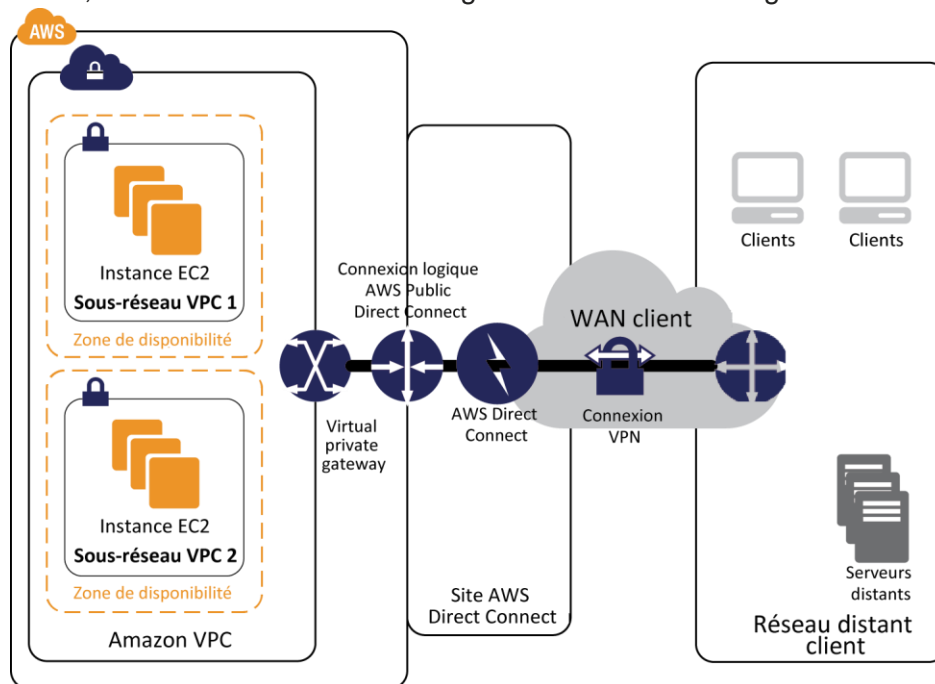 AWS
Instance EC2
Sous-réseau VPC 1
Zone de disponibilité
Instance EC2
Sous-réseau VPC 2
Zone de disponibilité
Amazon VPC
Virtual
private
gateway
Connexion logique
AWS Public
Direct Connect
AWS Direct
Connect
Site AWS
Direct Connect
WAN client
Connexion
VPN
Clients
Clients
Serveurs
distants
Réseau distant
client